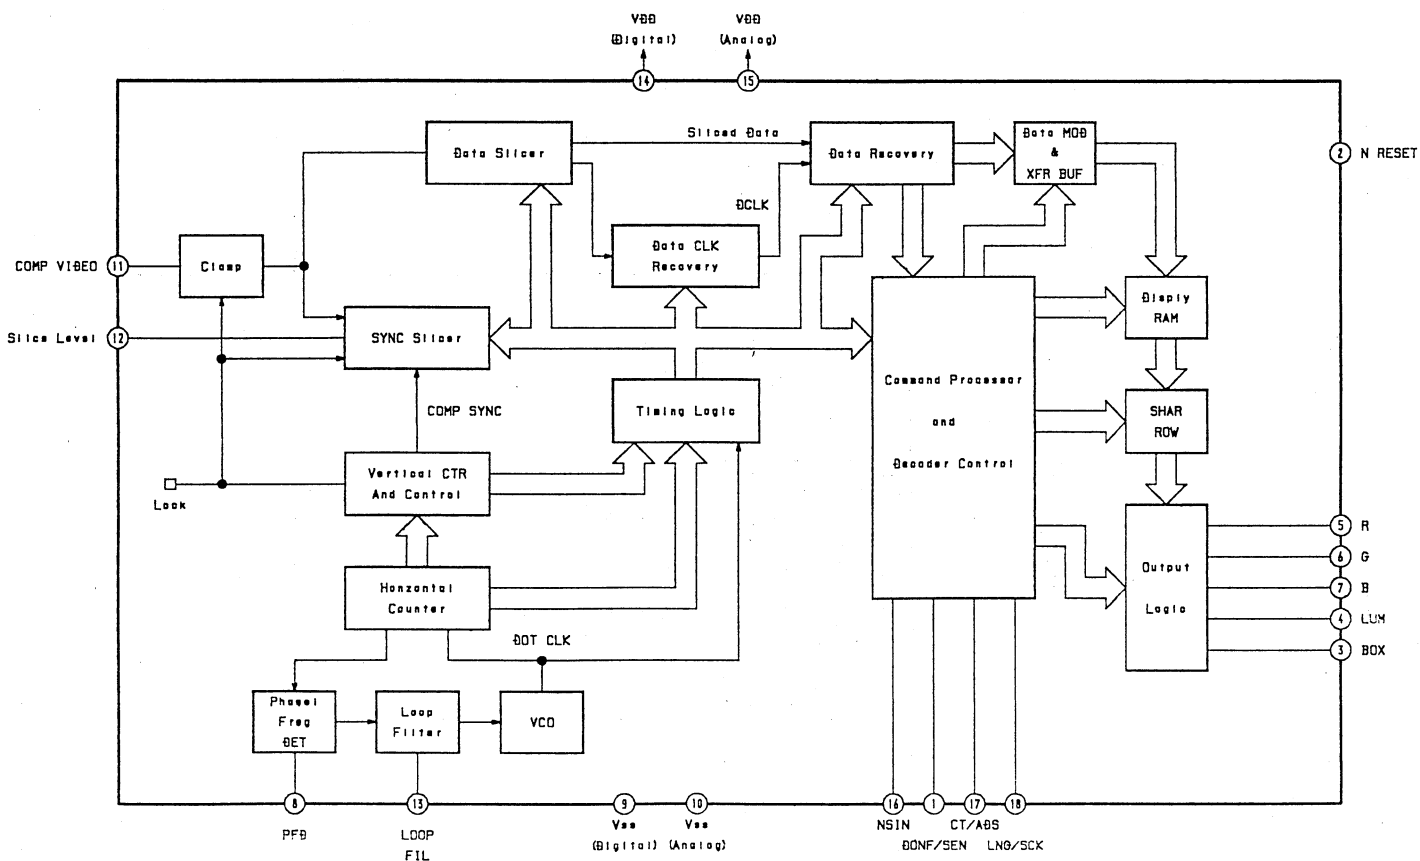 VDD
(Digital)
VDD
(Analog)
14
15
Data Slicer
Sliced Data
Data Recovery
Data MOD
&
XFR BUF
2
N RESET
DCLK
Data CLK
Recovery
COMP VIDEO
11
Clamp
Slice Level
12
SYNC Slicer
Disply
RAM
COMP SYNC
Timing Logic
Command Processor
and
Decoder Control
SHAR
ROW
Vertical CTR
And Control
Lock
Honzontal
Counter
DOT CLK
Output
Logic
5
R
6
G
7
B
4
LUM
3
BOX
Phasel
Freg
DET
Loop
Filter
VCO
8
13
9
10
16
1
17
18
PFD
LOOP
FIL
Vss
(Digital)
Vss
(Analog)
NSIN
CT/ADS
DONF/SEN
LNG/SCK